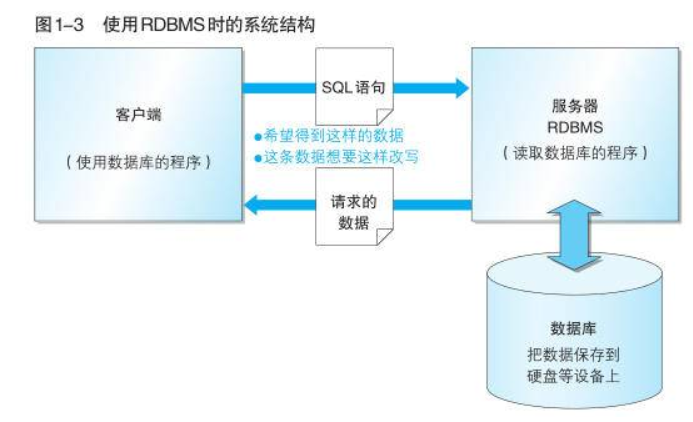 图1-3 使用RDBMS时的系统结构
客户端
（使用数据库的程序）
SQL语句
●希望得到这样的数据
●这条数据想要这样改写
请求的
数据
服务器
RDBMS
（读取数据库的程序）
数据库
把数据保存到
硬盘等设备上